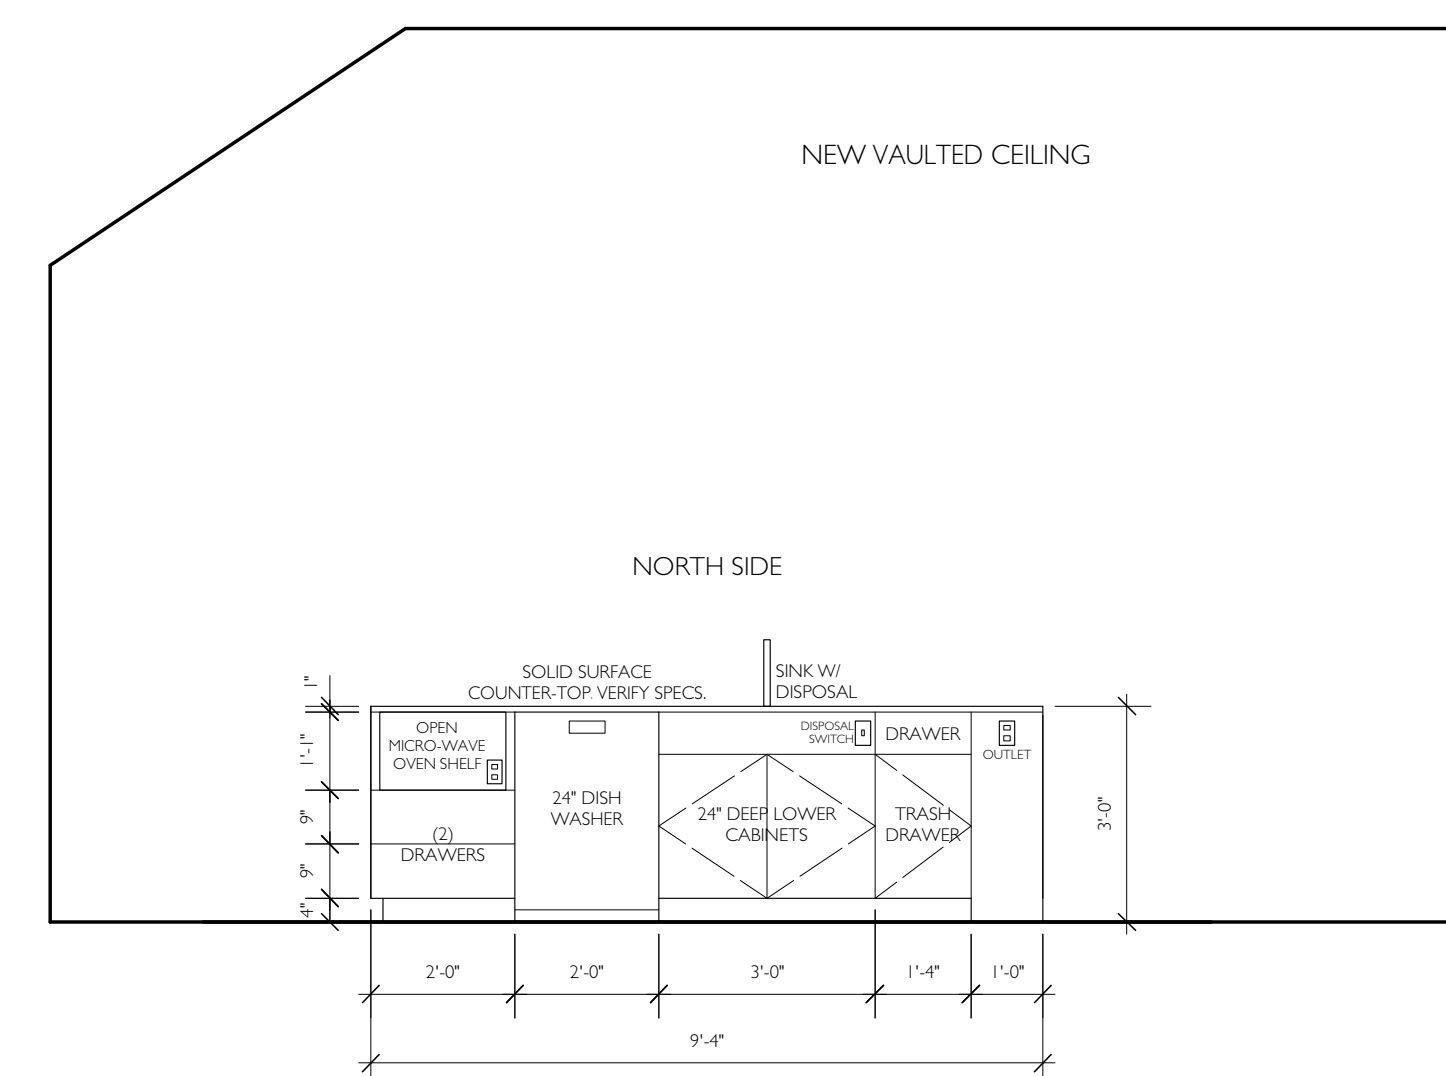 NEW VAULTED CEILING
NORTH SIDE
SOLID SURFACE
COUNTER-TOP. VERIFY SPECS.
SINK W/
DISPOSAL
1"
1'-1"
9"
9"
4"
OPEN
MICRO-WAVE
OVEN SHELF
(2)
DRAWERS
24" DISH
WASHER
DISPOSAL
SWITCH
24" DEEP LOWER
CABINETS
DRAWER
TRASH
DRAWER
OUTLET
3'-0"
2'-0"
2'-0"
3'-0"
1'-4"
1'-0"
9'-4"